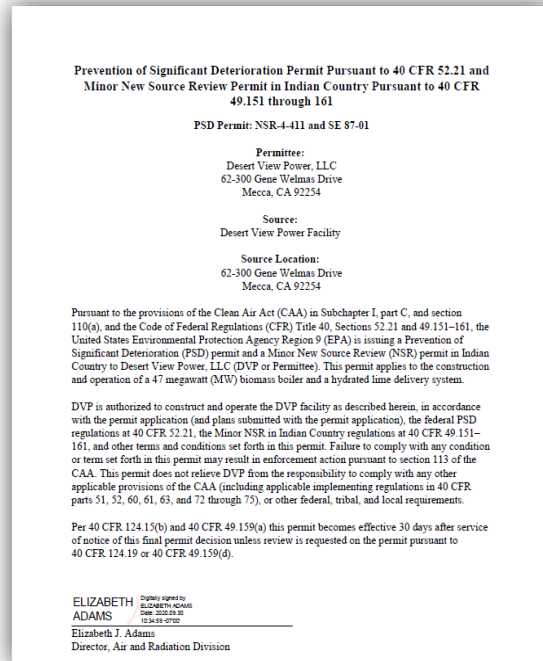 Prevention of Significant Deterioration Permit Pursuant to 40 CFR 52.21 and
Minor New Source Review Permit in Indian Country Pursuant to 40 CFR
49.151 through 161
PSD Permit: NSR-4-411 and SE 87-01
Permittee:
Desert View Power, LLC
62-300 Gene Welmas Drive
Mecca, CA 92254
Source:
Desert View Power Facility
Source Location:
62-300 Gene Welmas Drive
Mecca, CA 92254
Pursuant to the provisions of the Clean Air Act (CAA) in Subchapter I, part C, and section
110(a), and the Code of Federal Regulations (CFR) Title 40, Sections 52.21 and 49.151–161, the
United States Environmental Protection Agency Region 9 (EPA) is issuing a Prevention of
Significant Deterioration (PSD) permit and a Minor New Source Review (NSR) permit in Indian
Country to Desert View Power, LLC (DVP or Permittee). This permit applies to the construction
and operation of a 47 megawatt (MW) biomass boiler and a hydrated lime delivery system.
DVP is authorized to construct and operate the DVP facility as described herein, in accordance
with the permit application (and plans submitted with the permit application), the federal PSD
regulations at 40 CFR 52.21, the Minor NSR in Indian Country regulations at 40 CFR 49.151–
161, and other terms and conditions set forth in this permit. Failure to comply with any condition
or term set forth in this permit may result in enforcement action pursuant to section 113 of the
CAA. This permit does not relieve DVP from the responsibility to comply with any other
applicable provisions of the CAA (including applicable implementing regulations in 40 CFR
parts 51, 52, 60, 61, 63, and 72 through 75), or other federal, tribal, and local requirements.
Per 40 CFR 124.15(b) and 40 CFR 49.159(a) this permit becomes effective 30 days after service
of notice of this final permit decision unless review is requested on the permit pursuant to
40 CFR 124.19 or 40 CFR 49.159(d).
ELIZABETH
ADAMS
Digitally signed by
ELIZABETH ADAMS
Date: 2020.09.30
10:34:59 -07'00'
Elizabeth J. Adams
Director, Air and Radiation Division